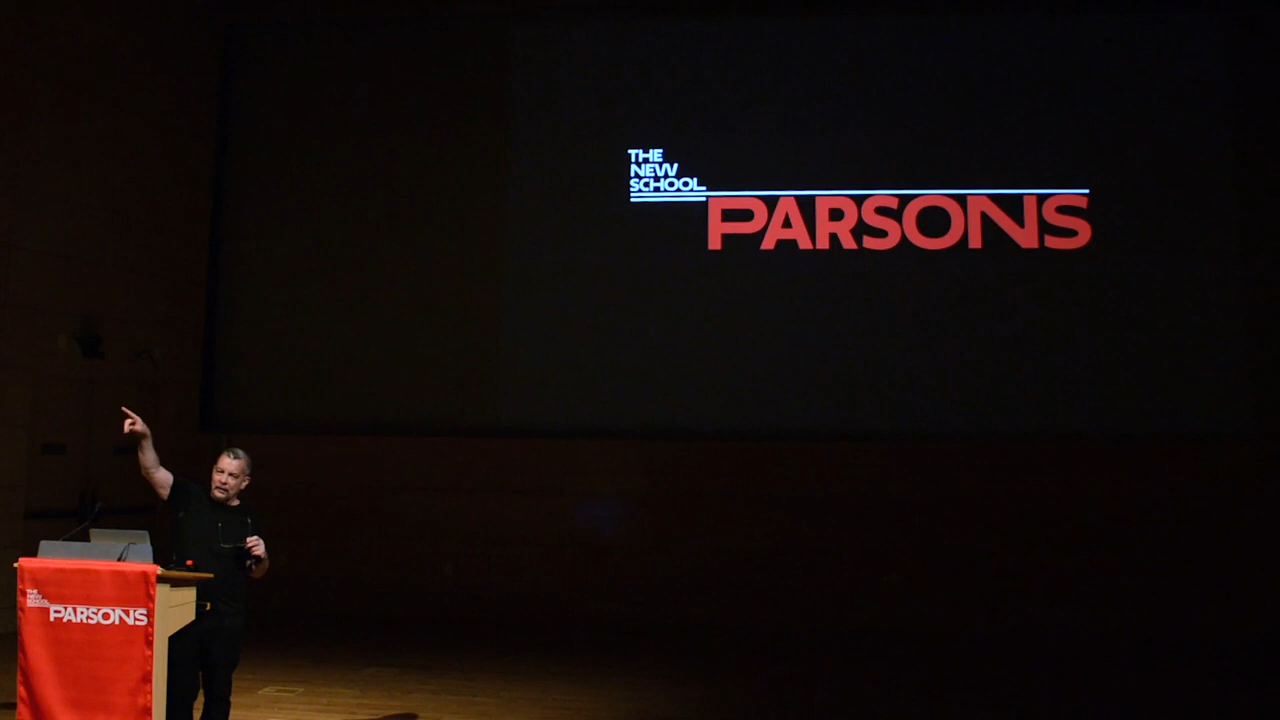 THE
NEW
SCHOOL
PARSONS
THE
NEW
SCHOOL
PARSONS